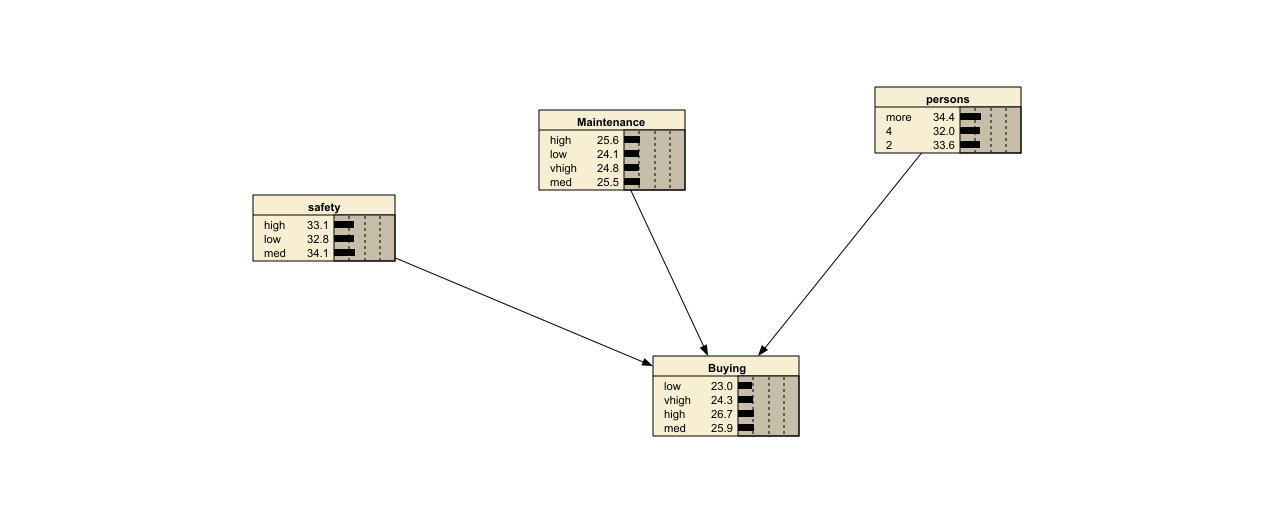 persons
more 34.4
4 32.0
2 33.6
Maintenance
high 25.6
low 24.1
vhigh 24.8
med 25.5
safety
high 33.1
low 32.8
med 34.1
Buying
low 23.0
vhigh 24.3
high 26.7
med 25.9